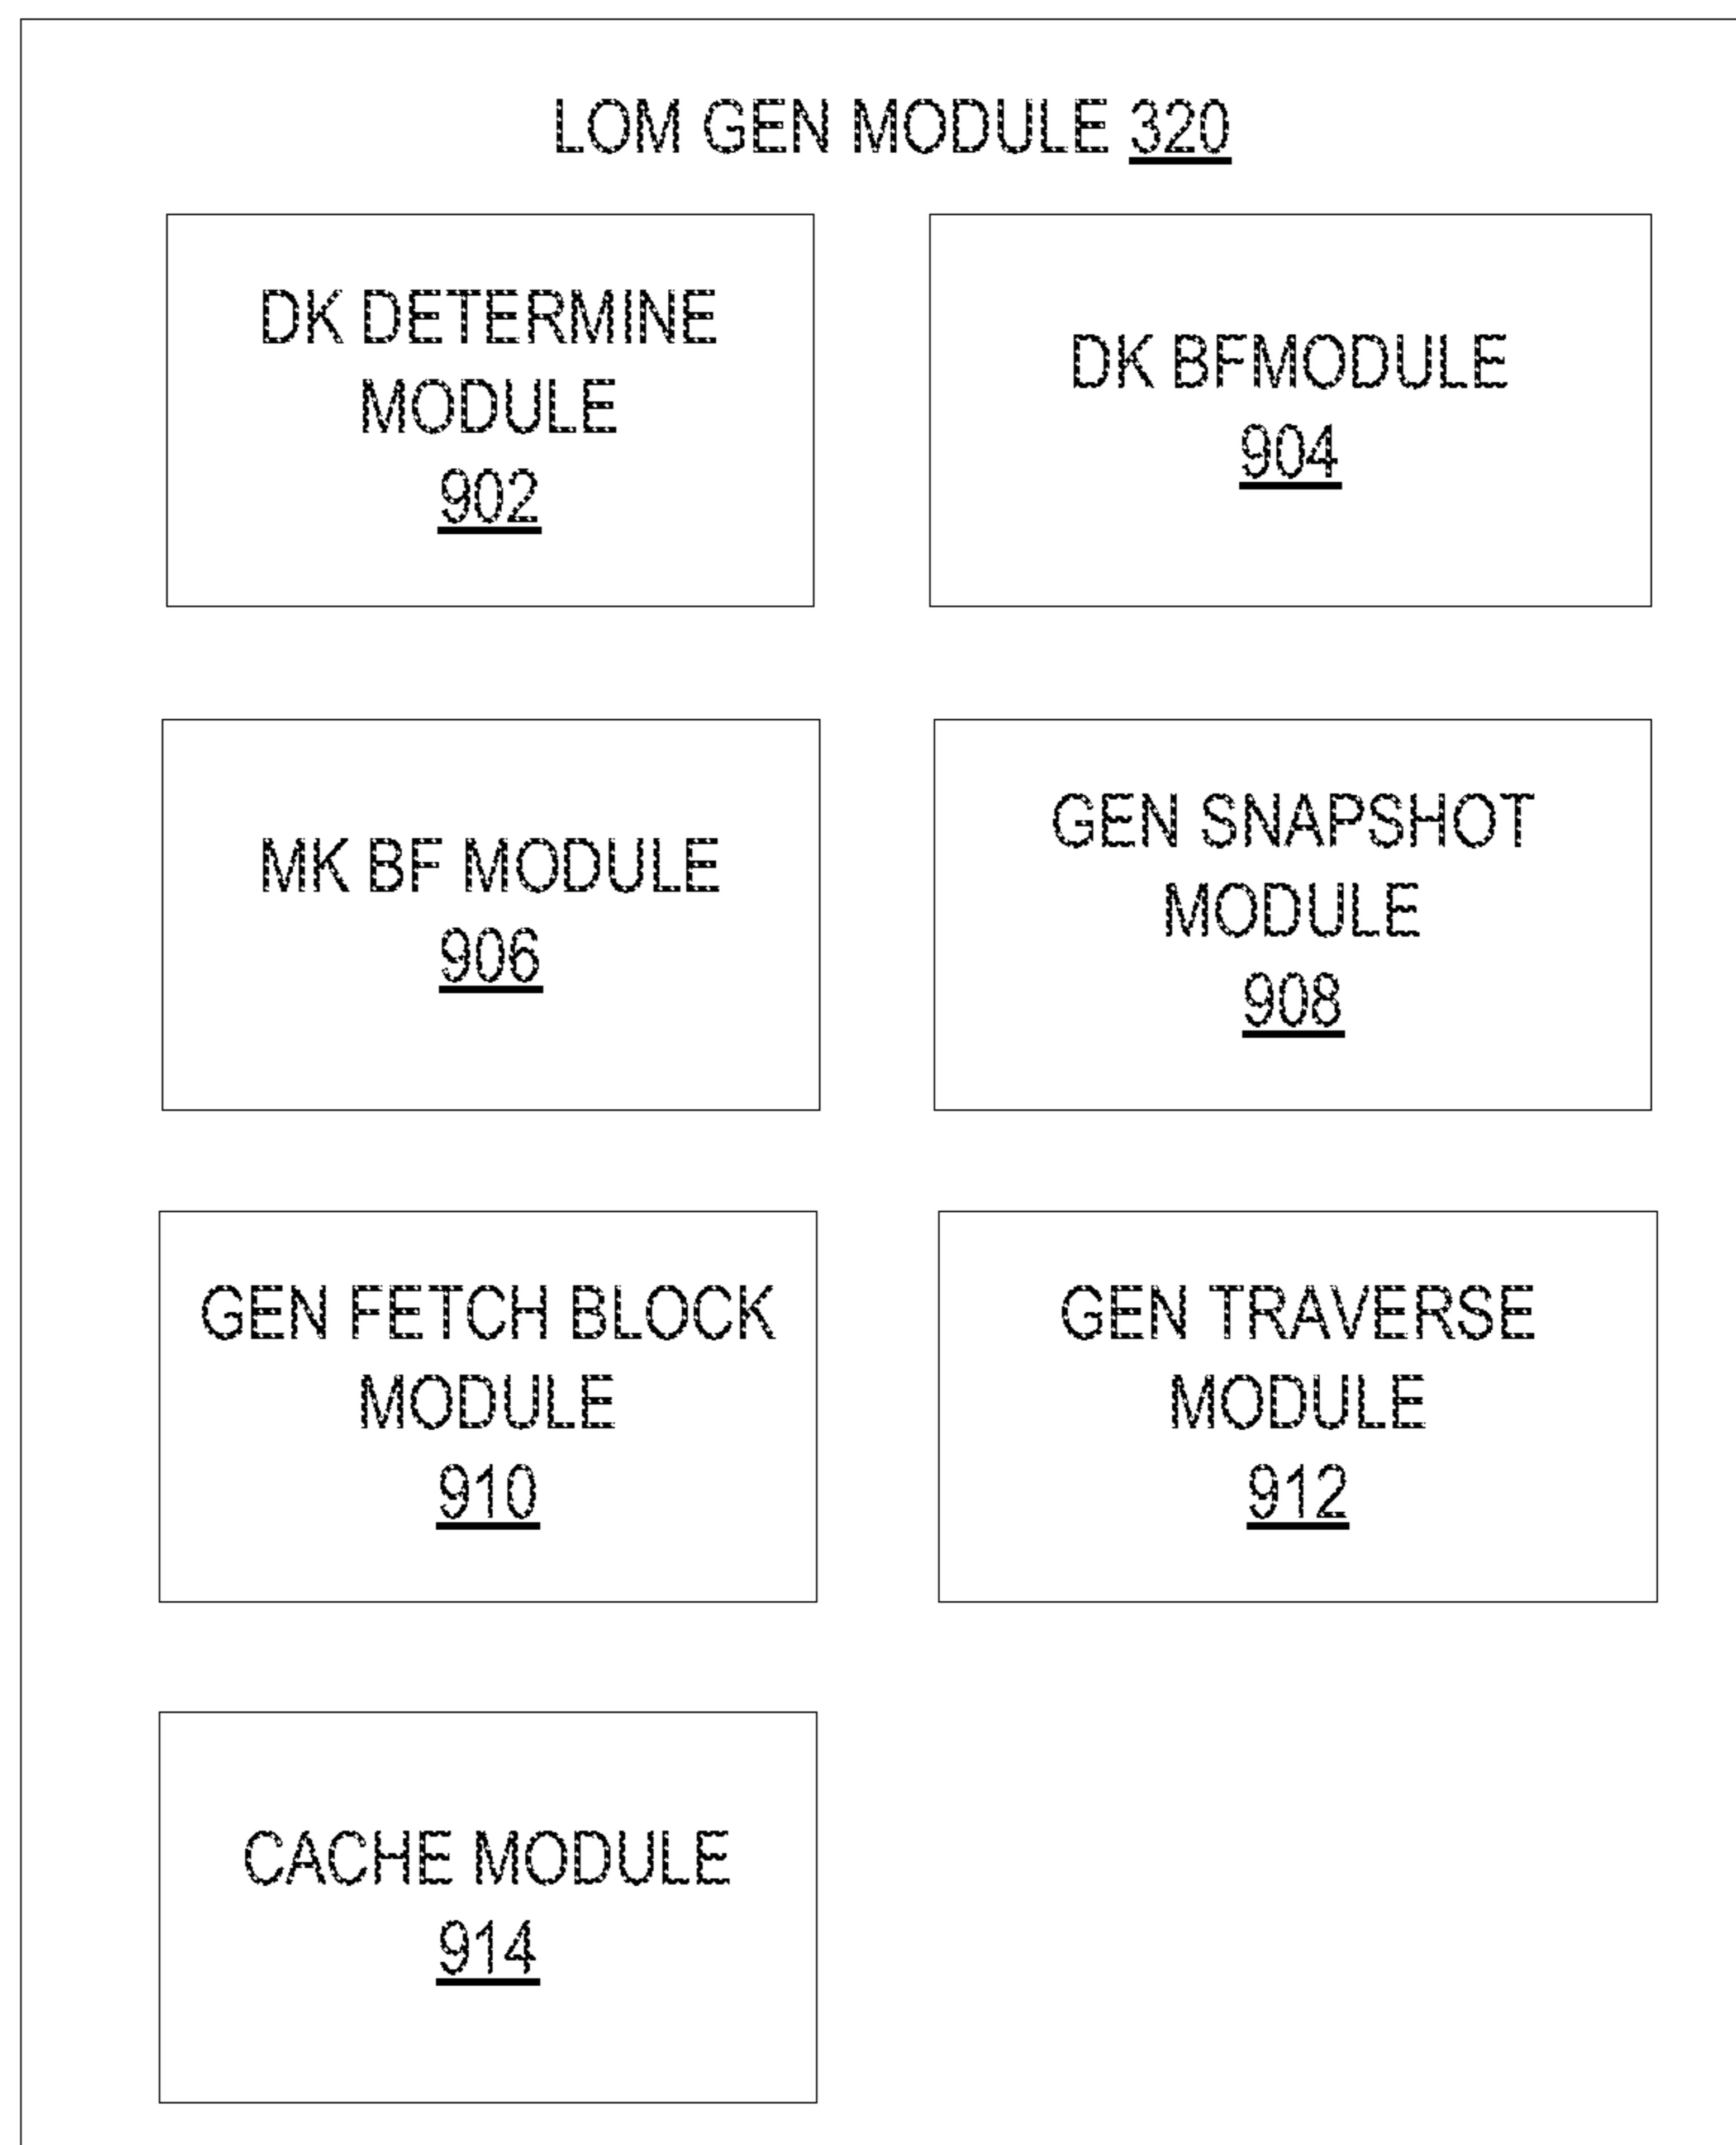 LOM GEN MODULE 320
DK DETERMINE
MODULE
902
DK BFMODULE
904
MK BF MODULE
906
GEN SNAPSHOT
MODULE
908
GEN FETCH BLOCK
MODULE
910
GEN TRAVERSE
MODULE
912
CACHE MODULE
914